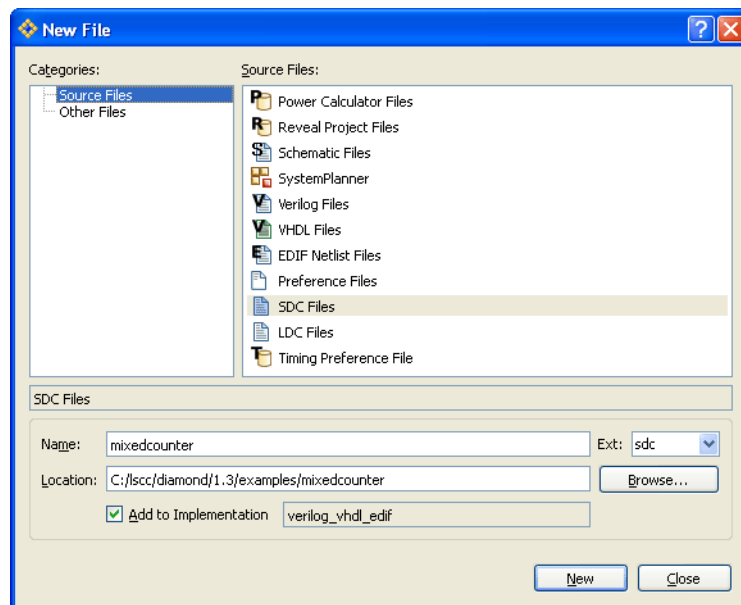 New File
Categories:
Source Files:
Source Files
Other Files
Power Calculator Files
Reveal Project Files
Schematic Files
SystemPlanner
Verilog Files
VHDL Files
EDIF Netlist Files
Preference Files
SDC Files
LDC Files
Timing Preference File
SDC Files
Name: mixedcounter Ext: sdc
Location: C:/lscc/diamond/1.3/examples/mixedcounter Browse...
Add to Implementation verilog_vhdl_edif
New Close